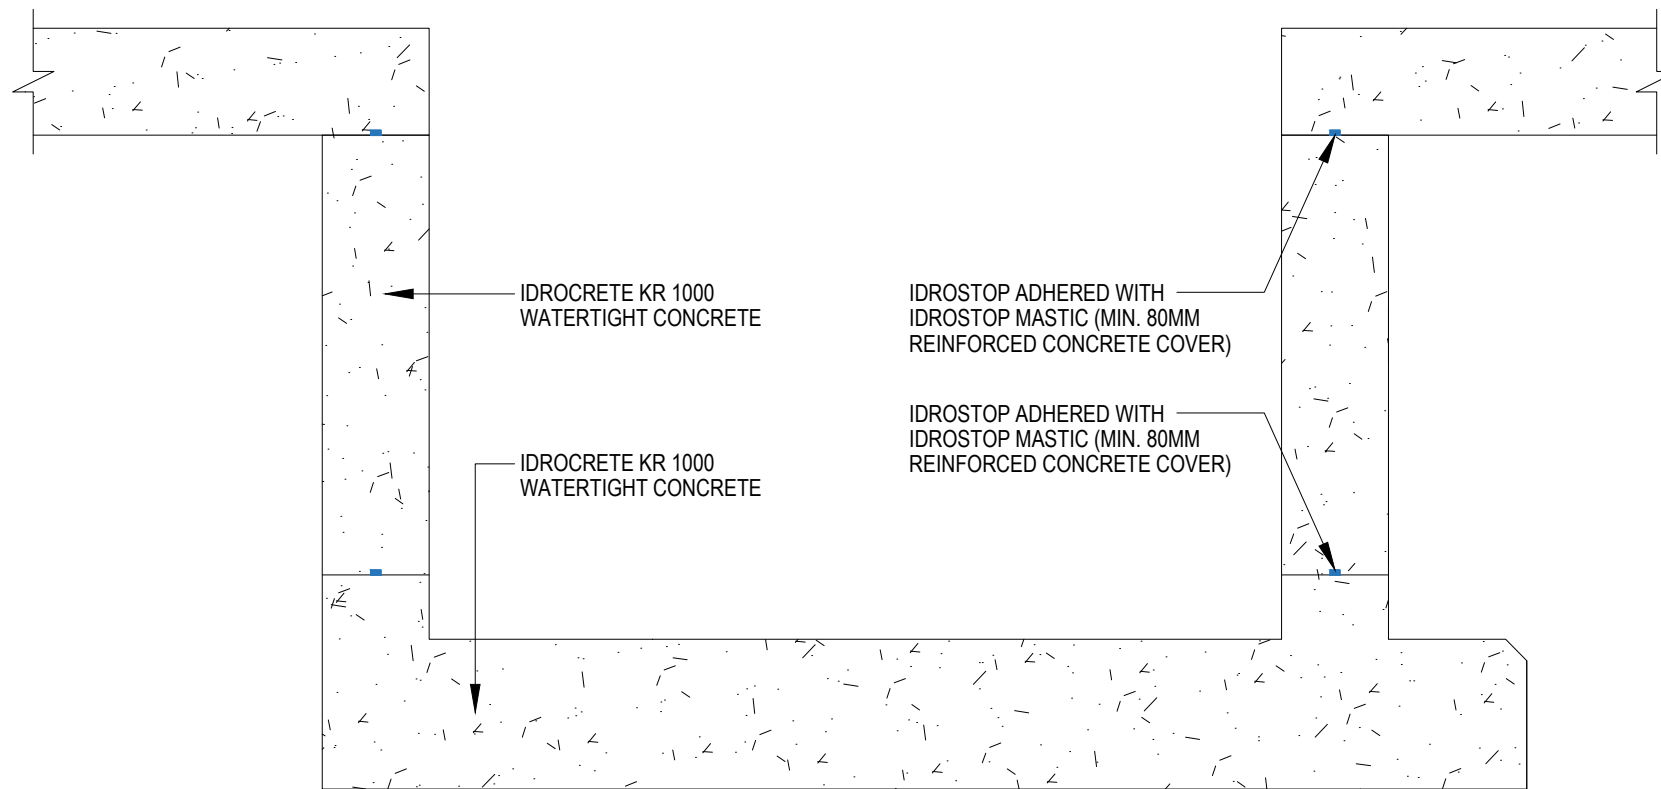 IDROCRETE KR 1000
WATERTIGHT CONCRETE
IDROSTOP ADHERED WITH
IDROSTOP MASTIC (MIN. 80MM
REINFORCED CONCRETE COVER)
IDROCRETE KR 1000
WATERTIGHT CONCRETE
IDROSTOP ADHERED WITH
IDROSTOP MASTIC (MIN. 80MM
REINFORCED CONCRETE COVER)